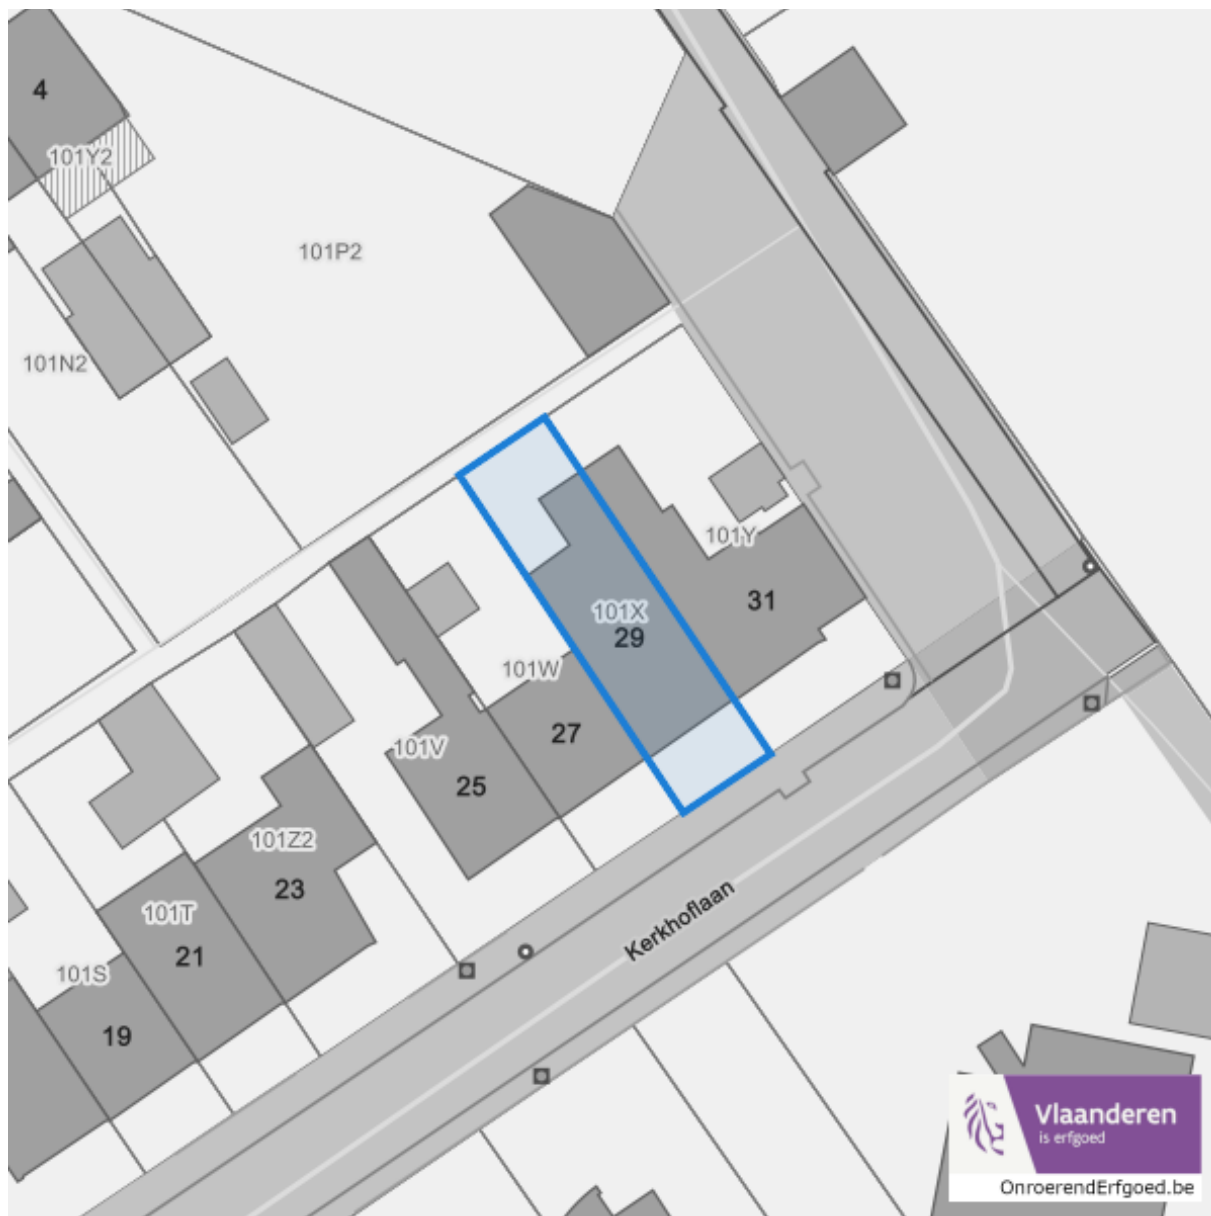 4
101Y2
101P2
101N2
101Y
101X
31
29
101W
27
101V
25
101Z2
23
101T
Kerkhoflaan
21
101S
19
Vlaanderen
is erfgoed
OnroerendErfgoed.be